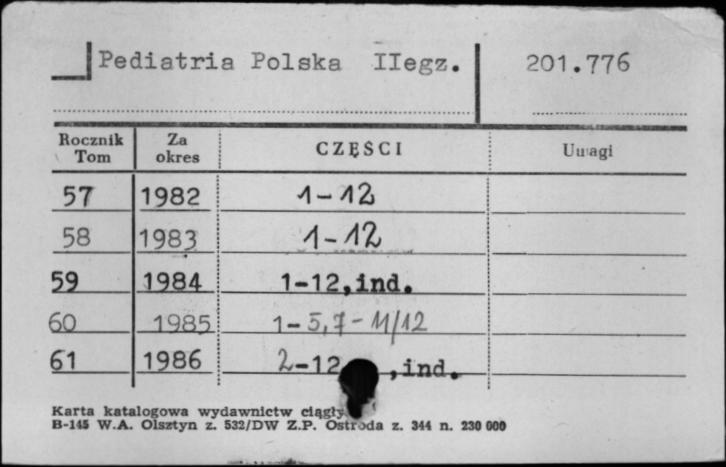 Pediatria Polska IIegz. 201.776
Rocznik Tom Za okres CZĘŚCI Uwagi
57 1982 1-12
58 1983 1-12
59 1984 1-12,ind.
60 1985 1-5,7-11/12
61 1986 2-12 ,ind.
Karta katalogowa wydawnictw ciągły
B-145 W.A. Olsztyn z. 532/DW Z.P. Ostróda z. 344 n. 230 000